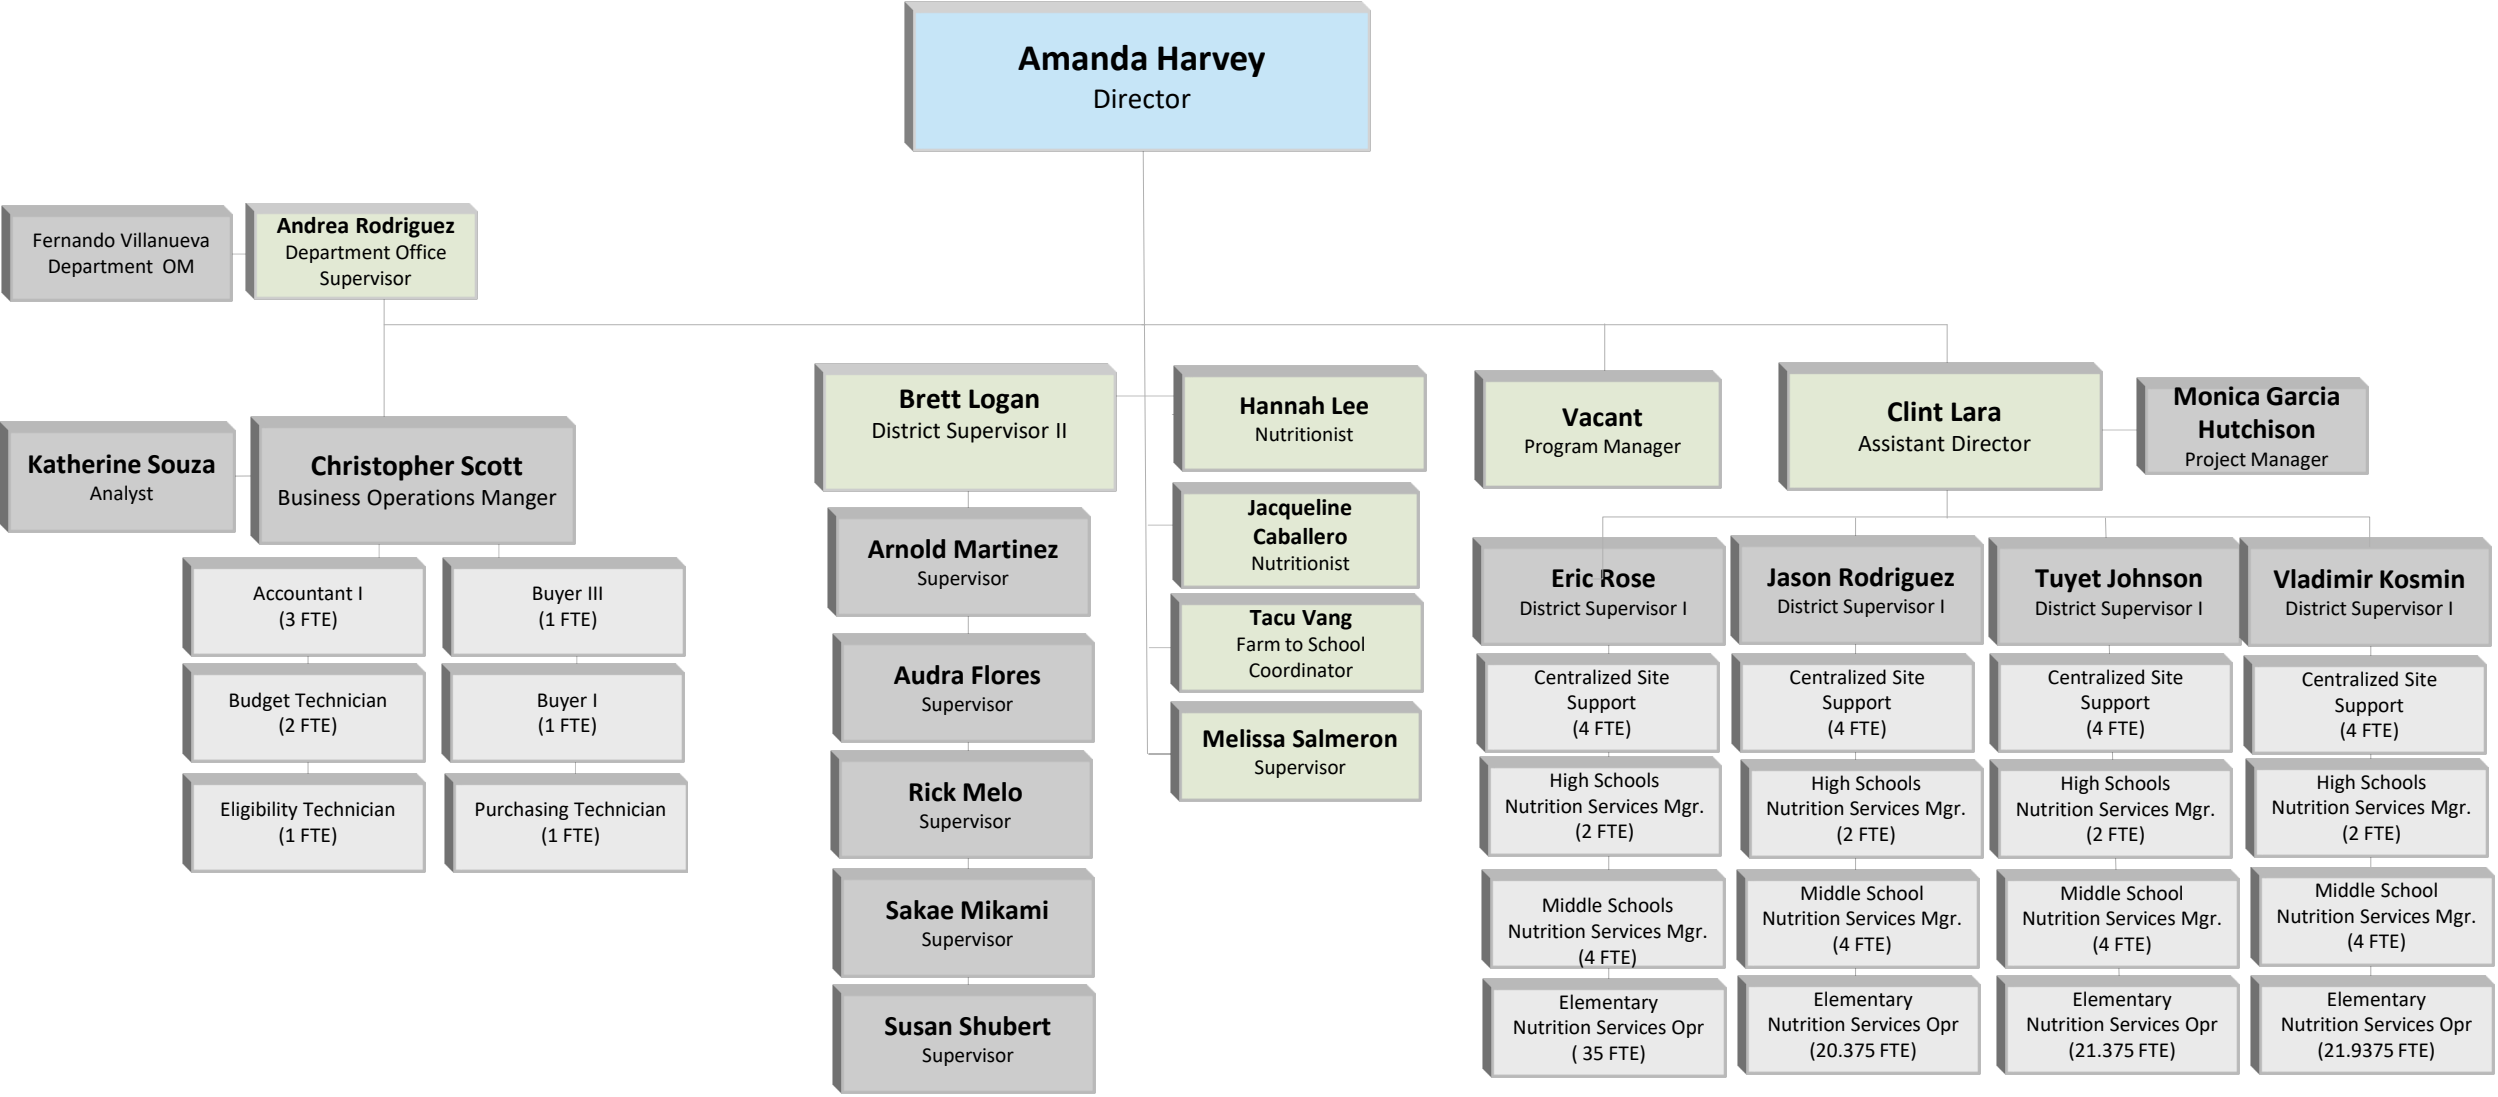 Amanda Harvey
Director
Fernando Villanueva
Department OM
Andrea Rodriguez
Department Office
Supervisor
Katherine Souza
Analyst
Christopher Scott
Business Operations Manger
Accountant I
(3 FTE)
Buyer III
(1 FTE)
Budget Technician
(2 FTE)
Buyer I
(1 FTE)
Eligibility Technician
(1 FTE)
Purchasing Technician
(1 FTE)
Brett Logan
District Supervisor II
Arnold Martinez
Supervisor
Audra Flores
Supervisor
Rick Melo
Supervisor
Sakae Mikami
Supervisor
Susan Shubert
Supervisor
Hannah Lee
Nutritionist
Jacqueline
Caballero
Nutritionist
Tacu Vang
Farm to School
Coordinator
Melissa Salmeron
Supervisor
Vacant
Program Manager
Clint Lara
Assistant Director
Monica Garcia
Hutchison
Project Manager
Eric Rose
District Supervisor I
Centralized Site
Support
(4 FTE)
High Schools
Nutrition Services Mgr.
(2 FTE)
Middle Schools
Nutrition Services Mgr.
(4 FTE)
Elementary
Nutrition Services Opr
( 35 FTE)
Jason Rodriguez
District Supervisor I
Centralized Site
Support
(4 FTE)
High Schools
Nutrition Services Mgr.
(2 FTE)
Middle School
Nutrition Services Mgr.
(4 FTE)
Elementary
Nutrition Services Opr
(20.375 FTE)
Tuyet Johnson
District Supervisor I
Centralized Site
Support
(4 FTE)
High Schools
Nutrition Services Mgr.
(2 FTE)
Middle School
Nutrition Services Mgr.
(4 FTE)
Elementary
Nutrition Services Opr
(21.375 FTE)
Vladimir Kosmin
District Supervisor I
Centralized Site
Support
(4 FTE)
High Schools
Nutrition Services Mgr.
(2 FTE)
Middle School
Nutrition Services Mgr.
(4 FTE)
Elementary
Nutrition Services Opr
(21.9375 FTE)